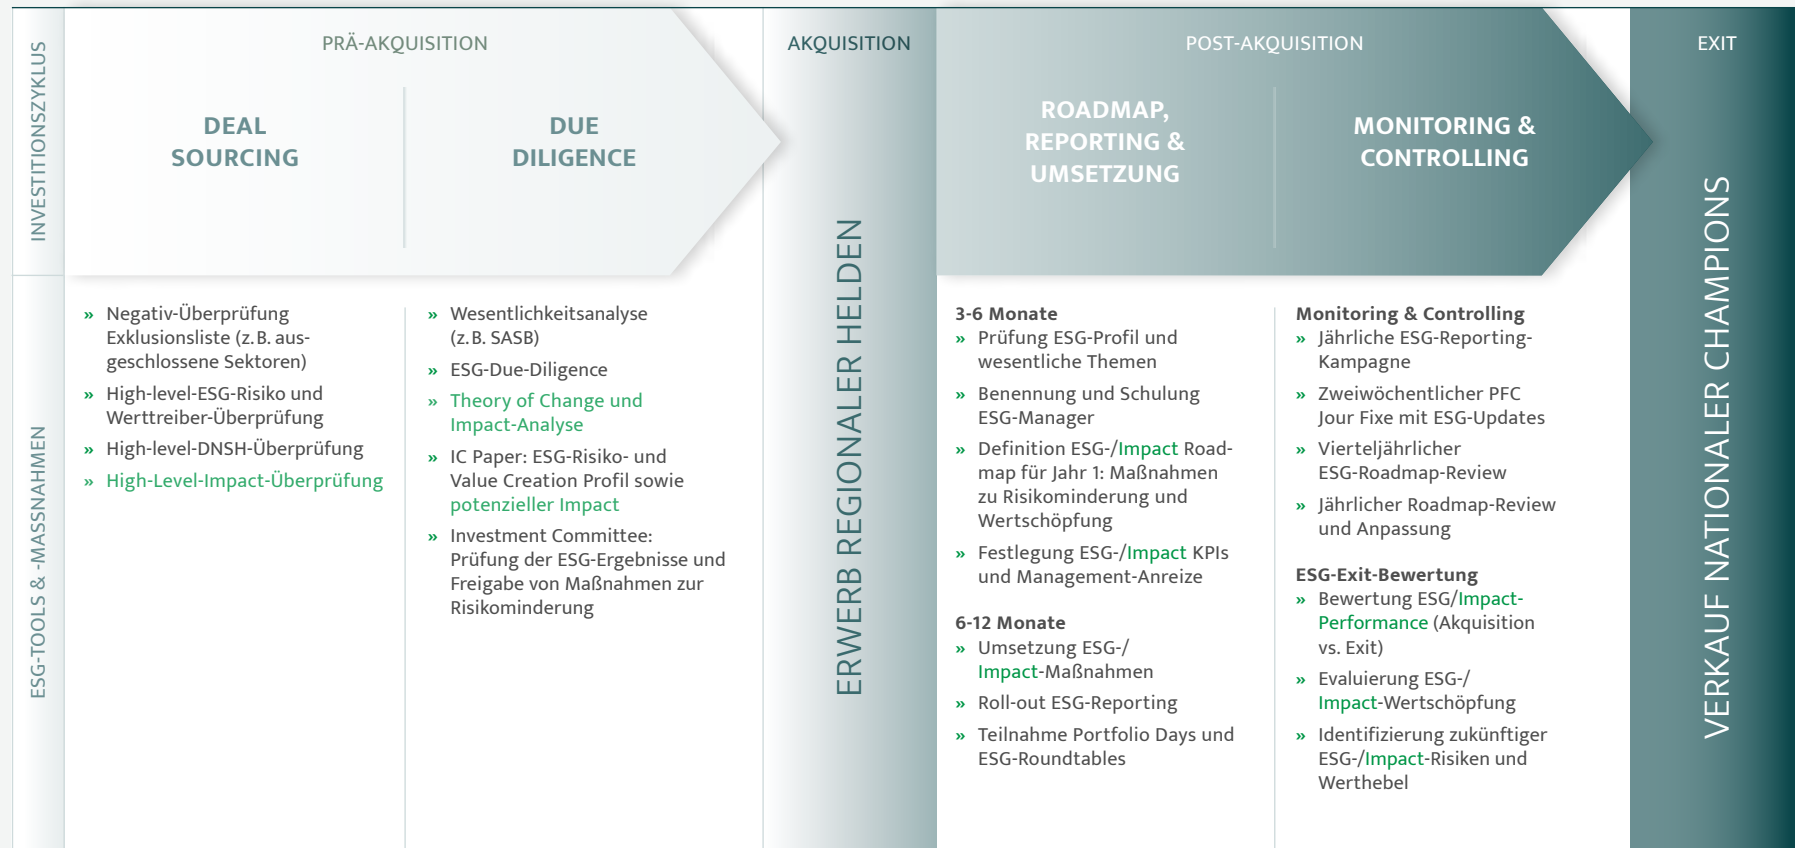 INVESTITIONSZYKLUS
PRÄ-AKQUISITION
DEAL
SOURCING
DUE
DILIGENCE
AKQUISITION
POST-AKQUISITION
ROADMAP,
REPORTING &
UMSETZUNG
MONITORING &
CONTROLLING
EXIT
ESG-TOOLS & -MASSNAHMEN
» Negativ-Überprüfung
Exklusionsliste (z. B. aus-
geschlossene Sektoren)
» High-level-ESG-Risiko und
Werttreiber-Überprüfung
» High-level-DNSH-Überprüfung
» High-Level-Impact-Überprüfung
» Wesentlichkeitsanalyse
(z. B. SASB)
» ESG-Due-Diligence
» Theory of Change und
Impact-Analyse
» IC Paper: ESG-Risiko- und
Value Creation Profil sowie
potenzieller Impact
» Investment Committee:
Prüfung der ESG-Ergebnisse und
Freigabe von Maßnahmen zur
Risikominderung
ERWERB REGIONALER HELDEN
3-6 Monate
» Prüfung ESG-Profil und
wesentliche Themen
» Benennung und Schulung
ESG-Manager
» Definition ESG-/Impact Road-
map für Jahr 1: Maßnahmen
zu Risikominderung und
Wertschöpfung
» Festlegung ESG-/Impact KPIs
und Management-Anreize
6-12 Monate
» Umsetzung ESG-/
Impact-Maßnahmen
» Roll-out ESG-Reporting
» Teilnahme Portfolio Days und
ESG-Roundtables
Monitoring & Controlling
» Jährliche ESG-Reporting-
Kampagne
» Zweiwöchentlicher PFC
Jour Fixe mit ESG-Updates
» Vierteljährlicher
ESG-Roadmap-Review
» Jährlicher Roadmap-Review
und Anpassung
ESG-Exit-Bewertung
» Bewertung ESG/Impact-
Performance (Akquisition
vs. Exit)
» Evaluierung ESG-/
Impact-Wertschöpfung
» Identifizierung zukünftiger
ESG-/Impact-Risiken und
Werthebel
VERKAUF NATIONALER CHAMPIONS